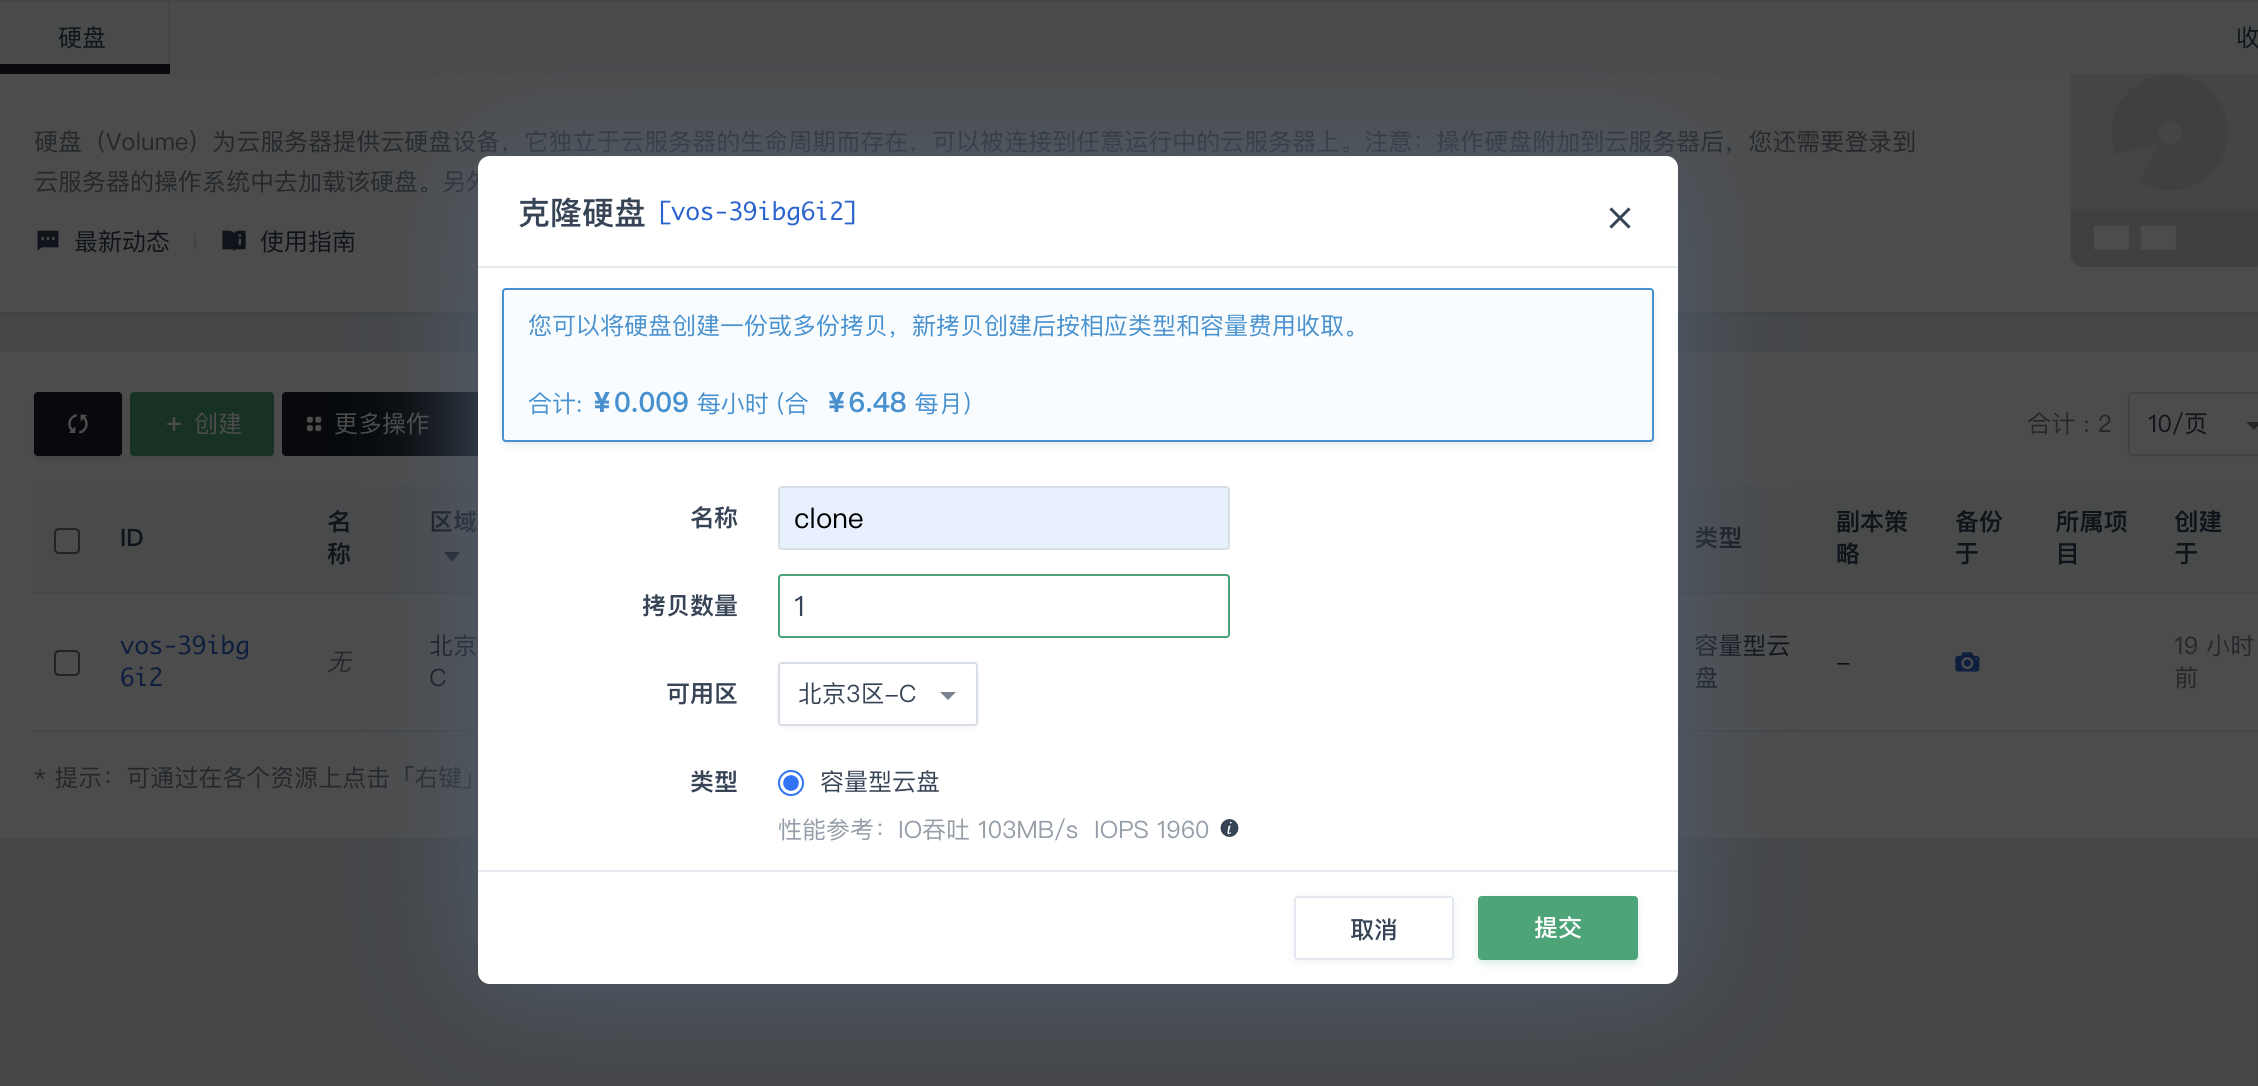 硬盘
收
硬盘（Volume）为云服务器提供云硬盘设备，它独立于云服务器的生命周期而存在，可以被连接到任意运行中的云服务器上。注意：操作硬盘附加到云服务器后，您还需要登录到
云服务器的操作系统中去加载该硬盘。另外
最新动态
使用指南
克隆硬盘 [vos-39ibg6i2]
您可以将硬盘创建一份或多份拷贝，新拷贝创建后按相应类型和容量费用收取。
合计: ¥0.009 每小时 (合 ¥6.48 每月)
+ 创建
更多操作
合计：2
10/页
名称 clone
拷贝数量 1
可用区 北京3区-C
类型 容量型云盘
性能参考：IO吞吐 103MB/s IOPS 1960
取消
提交
ID
名称
区域
类型
副本策略
备份于
所属项目
创建于
vos-39ibg
6i2
无
北京
C
容量型云
盘
–
19 小时
前
* 提示：可通过在各个资源上点击「右键」